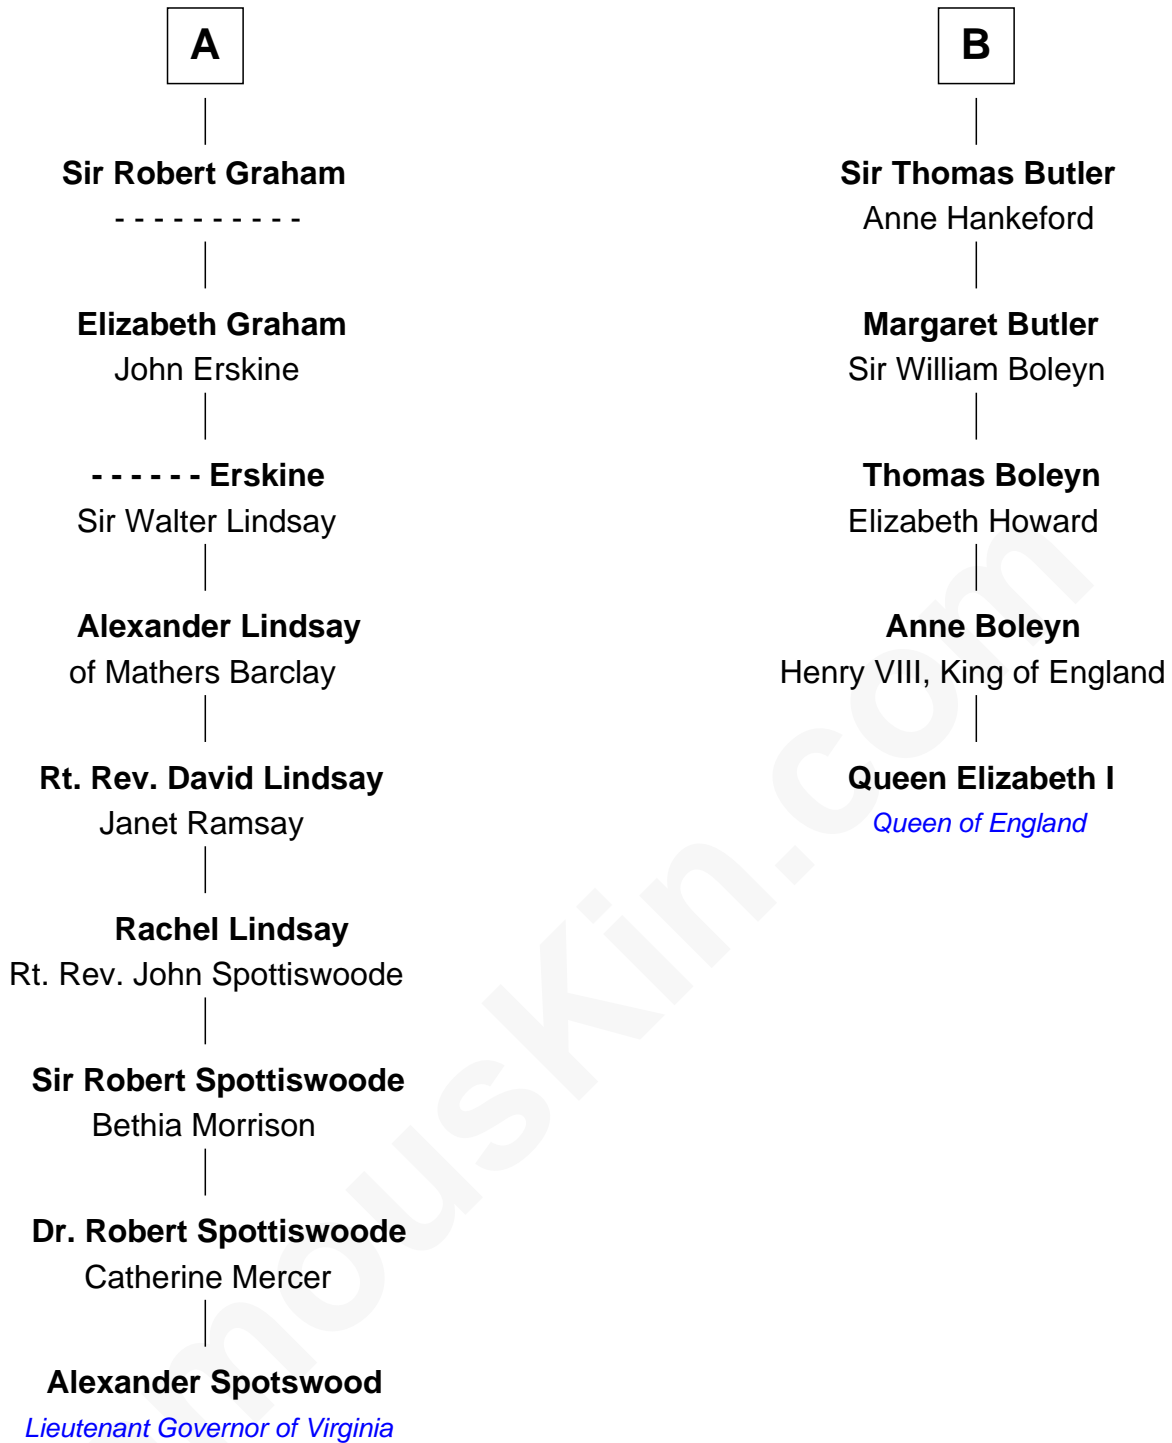 A
Sir Robert Graham
- - - - - - - - - -
Elizabeth Graham
John Erskine
- - - - - - Erskine
Sir Walter Lindsay
Alexander Lindsay
of Mathers Barclay
Rt. Rev. David Lindsay
Janet Ramsay
Rachel Lindsay
Rt. Rev. John Spottiswoode
Sir Robert Spottiswoode
Bethia Morrison
Dr. Robert Spottiswoode
Catherine Mercer
Alexander Spotswood
Lieutenant Governor of Virginia
B
Sir Thomas Butler
Anne Hankeford
Margaret Butler
Sir William Boleyn
Thomas Boleyn
Elizabeth Howard
Anne Boleyn
Henry VIII, King of England
Queen Elizabeth I
Queen of England
mousKin.com